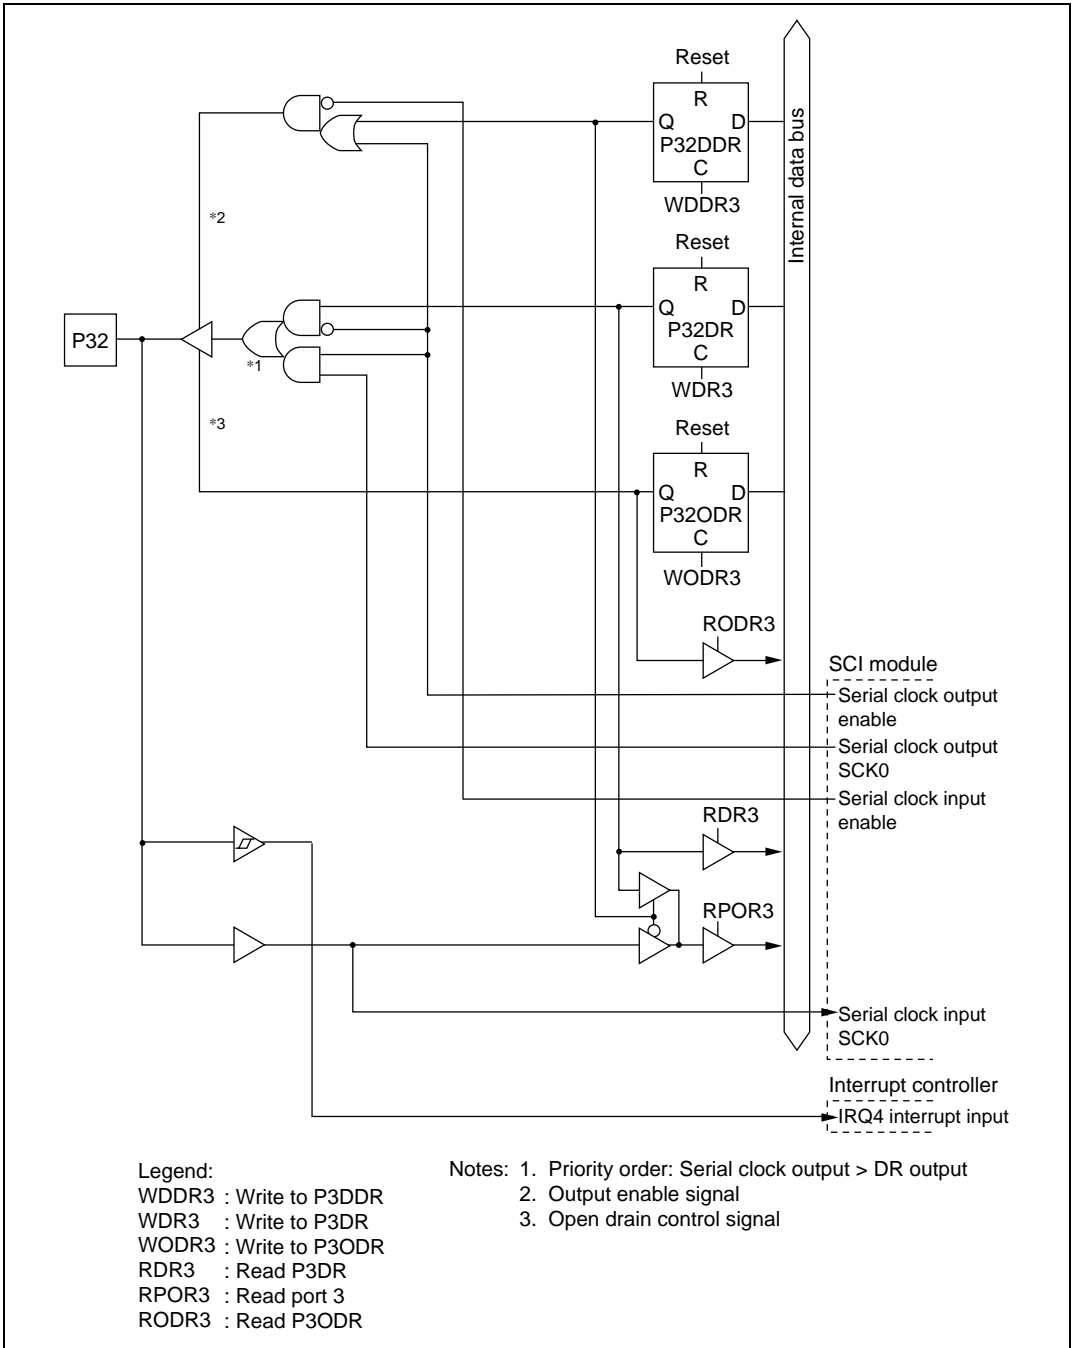 Reset
R
Q D
P32DDR
C
WDDR3
Internal data bus
*2
Reset
R
Q D
P32DR
C
WDR3
P32
*1
*3
Reset
R
Q D
P32ODR
C
WODR3
RODR3
SCI module
Serial clock output
enable
Serial clock output
SCK0
Serial clock input
enable
RDR3
RPOR3
Serial clock input
SCK0
Interrupt controller
IRQ4 interrupt input
Legend:
WDDR3 : Write to P3DDR
WDR3 : Write to P3DR
WODR3 : Write to P3ODR
RDR3 : Read P3DR
RPOR3 : Read port 3
RODR3 : Read P3ODR
Notes: 1. Priority order: Serial clock output > DR output
2. Output enable signal
3. Open drain control signal